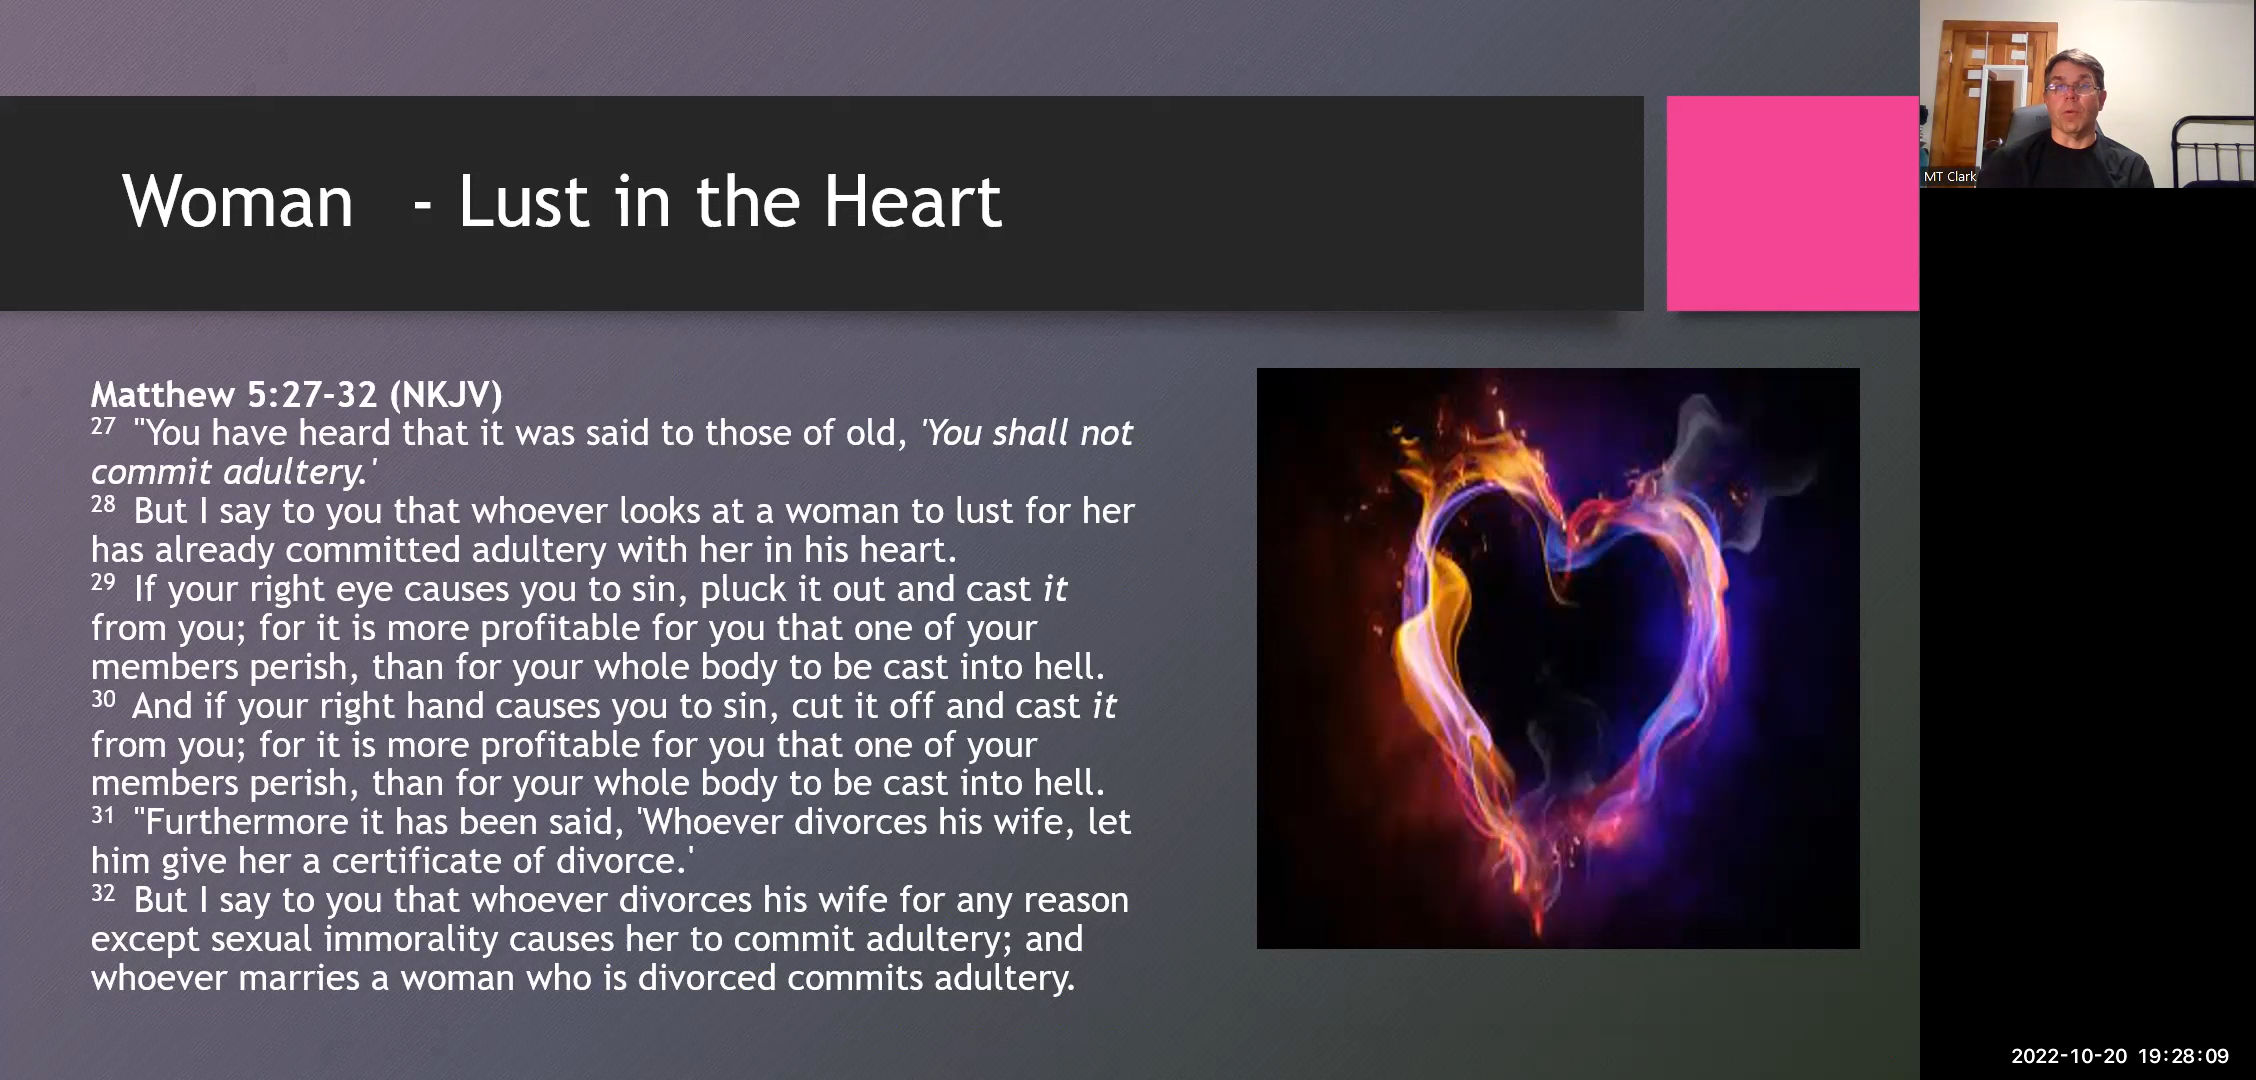 Woman - Lust in the Heart
MT Clark
Matthew 5:27-32 (NKJV)
27 "You have heard that it was said to those of old, 'You shall not
commit adultery.'
28 But I say to you that whoever looks at a woman to lust for her
has already committed adultery with her in his heart.
29 If your right eye causes you to sin, pluck it out and cast it
from you; for it is more profitable for you that one of your
members perish, than for your whole body to be cast into hell.
30 And if your right hand causes you to sin, cut it off and cast it
from you; for it is more profitable for you that one of your
members perish, than for your whole body to be cast into hell.
31 "Furthermore it has been said, 'Whoever divorces his wife, let
him give her a certificate of divorce.'
32 But I say to you that whoever divorces his wife for any reason
except sexual immorality causes her to commit adultery; and
whoever marries a woman who is divorced commits adultery.
2022-10-20 19:28:09